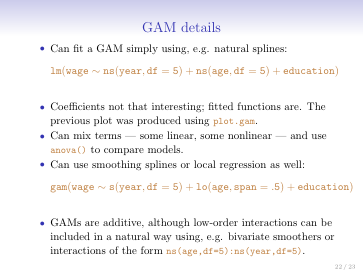 GAM details
• Can fit a GAM simply using, e.g. natural splines:
lm(wage ∼ ns(year, df = 5) + ns(age, df = 5) + education)
• Coefficients not that interesting; fitted functions are. The
previous plot was produced using plot.gam.
• Can mix terms — some linear, some nonlinear — and use
anova() to compare models.
• Can use smoothing splines or local regression as well:
gam(wage ∼ s(year, df = 5) + lo(age, span = .5) + education)
• GAMs are additive, although low-order interactions can be
included in a natural way using, e.g. bivariate smoothers or
interactions of the form ns(age,df=5):ns(year,df=5).
22 / 23